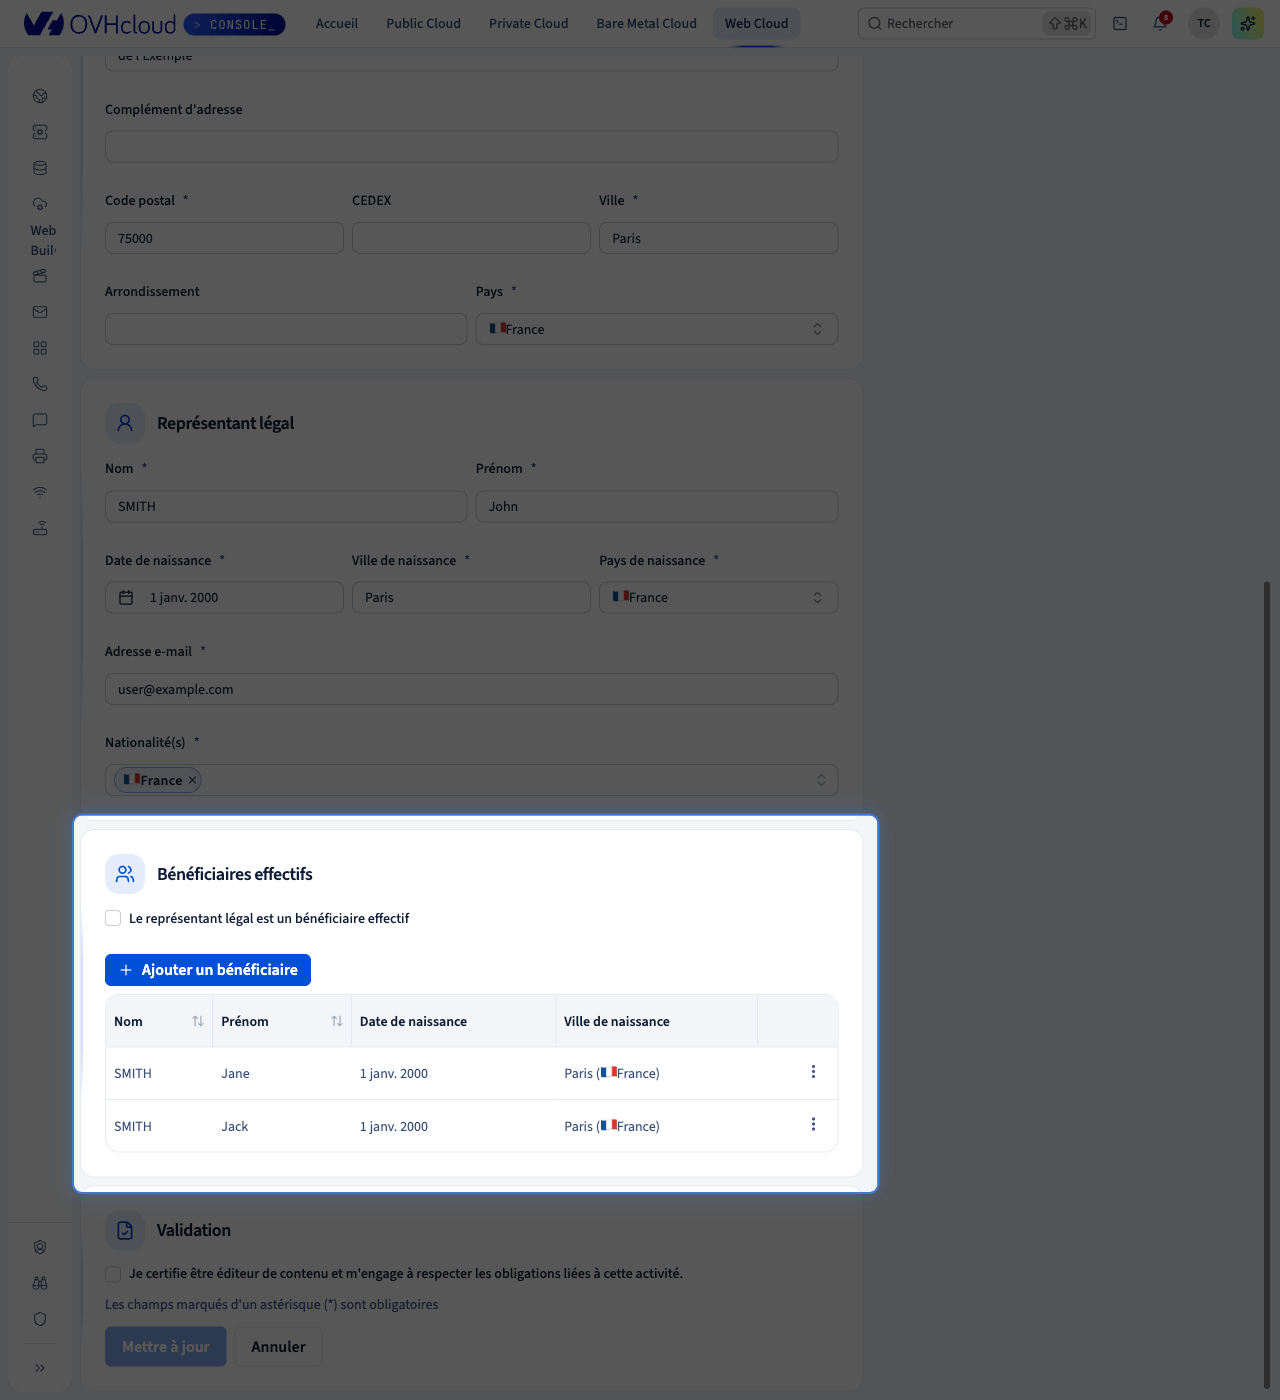 OVHcloud > CONSOLE_ Accueil Public Cloud Private Cloud Bare Metal Cloud Web Cloud Rechercher ⇧⌘K 8 TC
de l'Exemple
Complément d'adresse
Web
Buil
Code postal * CEDEX Ville *
75000 Paris
Arrondissement Pays *
France
Représentant légal
Nom * Prénom *
SMITH John
Date de naissance * Ville de naissance * Pays de naissance *
1 janv. 2000 Paris France
Adresse e-mail *
user@example.com
Nationalité(s) *
France ×
Bénéficiaires effectifs
Le représentant légal est un bénéficiaire effectif
+ Ajouter un bénéficiaire
Nom Prénom Date de naissance Ville de naissance
SMITH Jane 1 janv. 2000 Paris (France)
SMITH Jack 1 janv. 2000 Paris (France)
Validation
Je certifie être éditeur de contenu et m'engage à respecter les obligations liées à cette activité.
Les champs marqués d'un astérisque (*) sont obligatoires
Mettre à jour Annuler